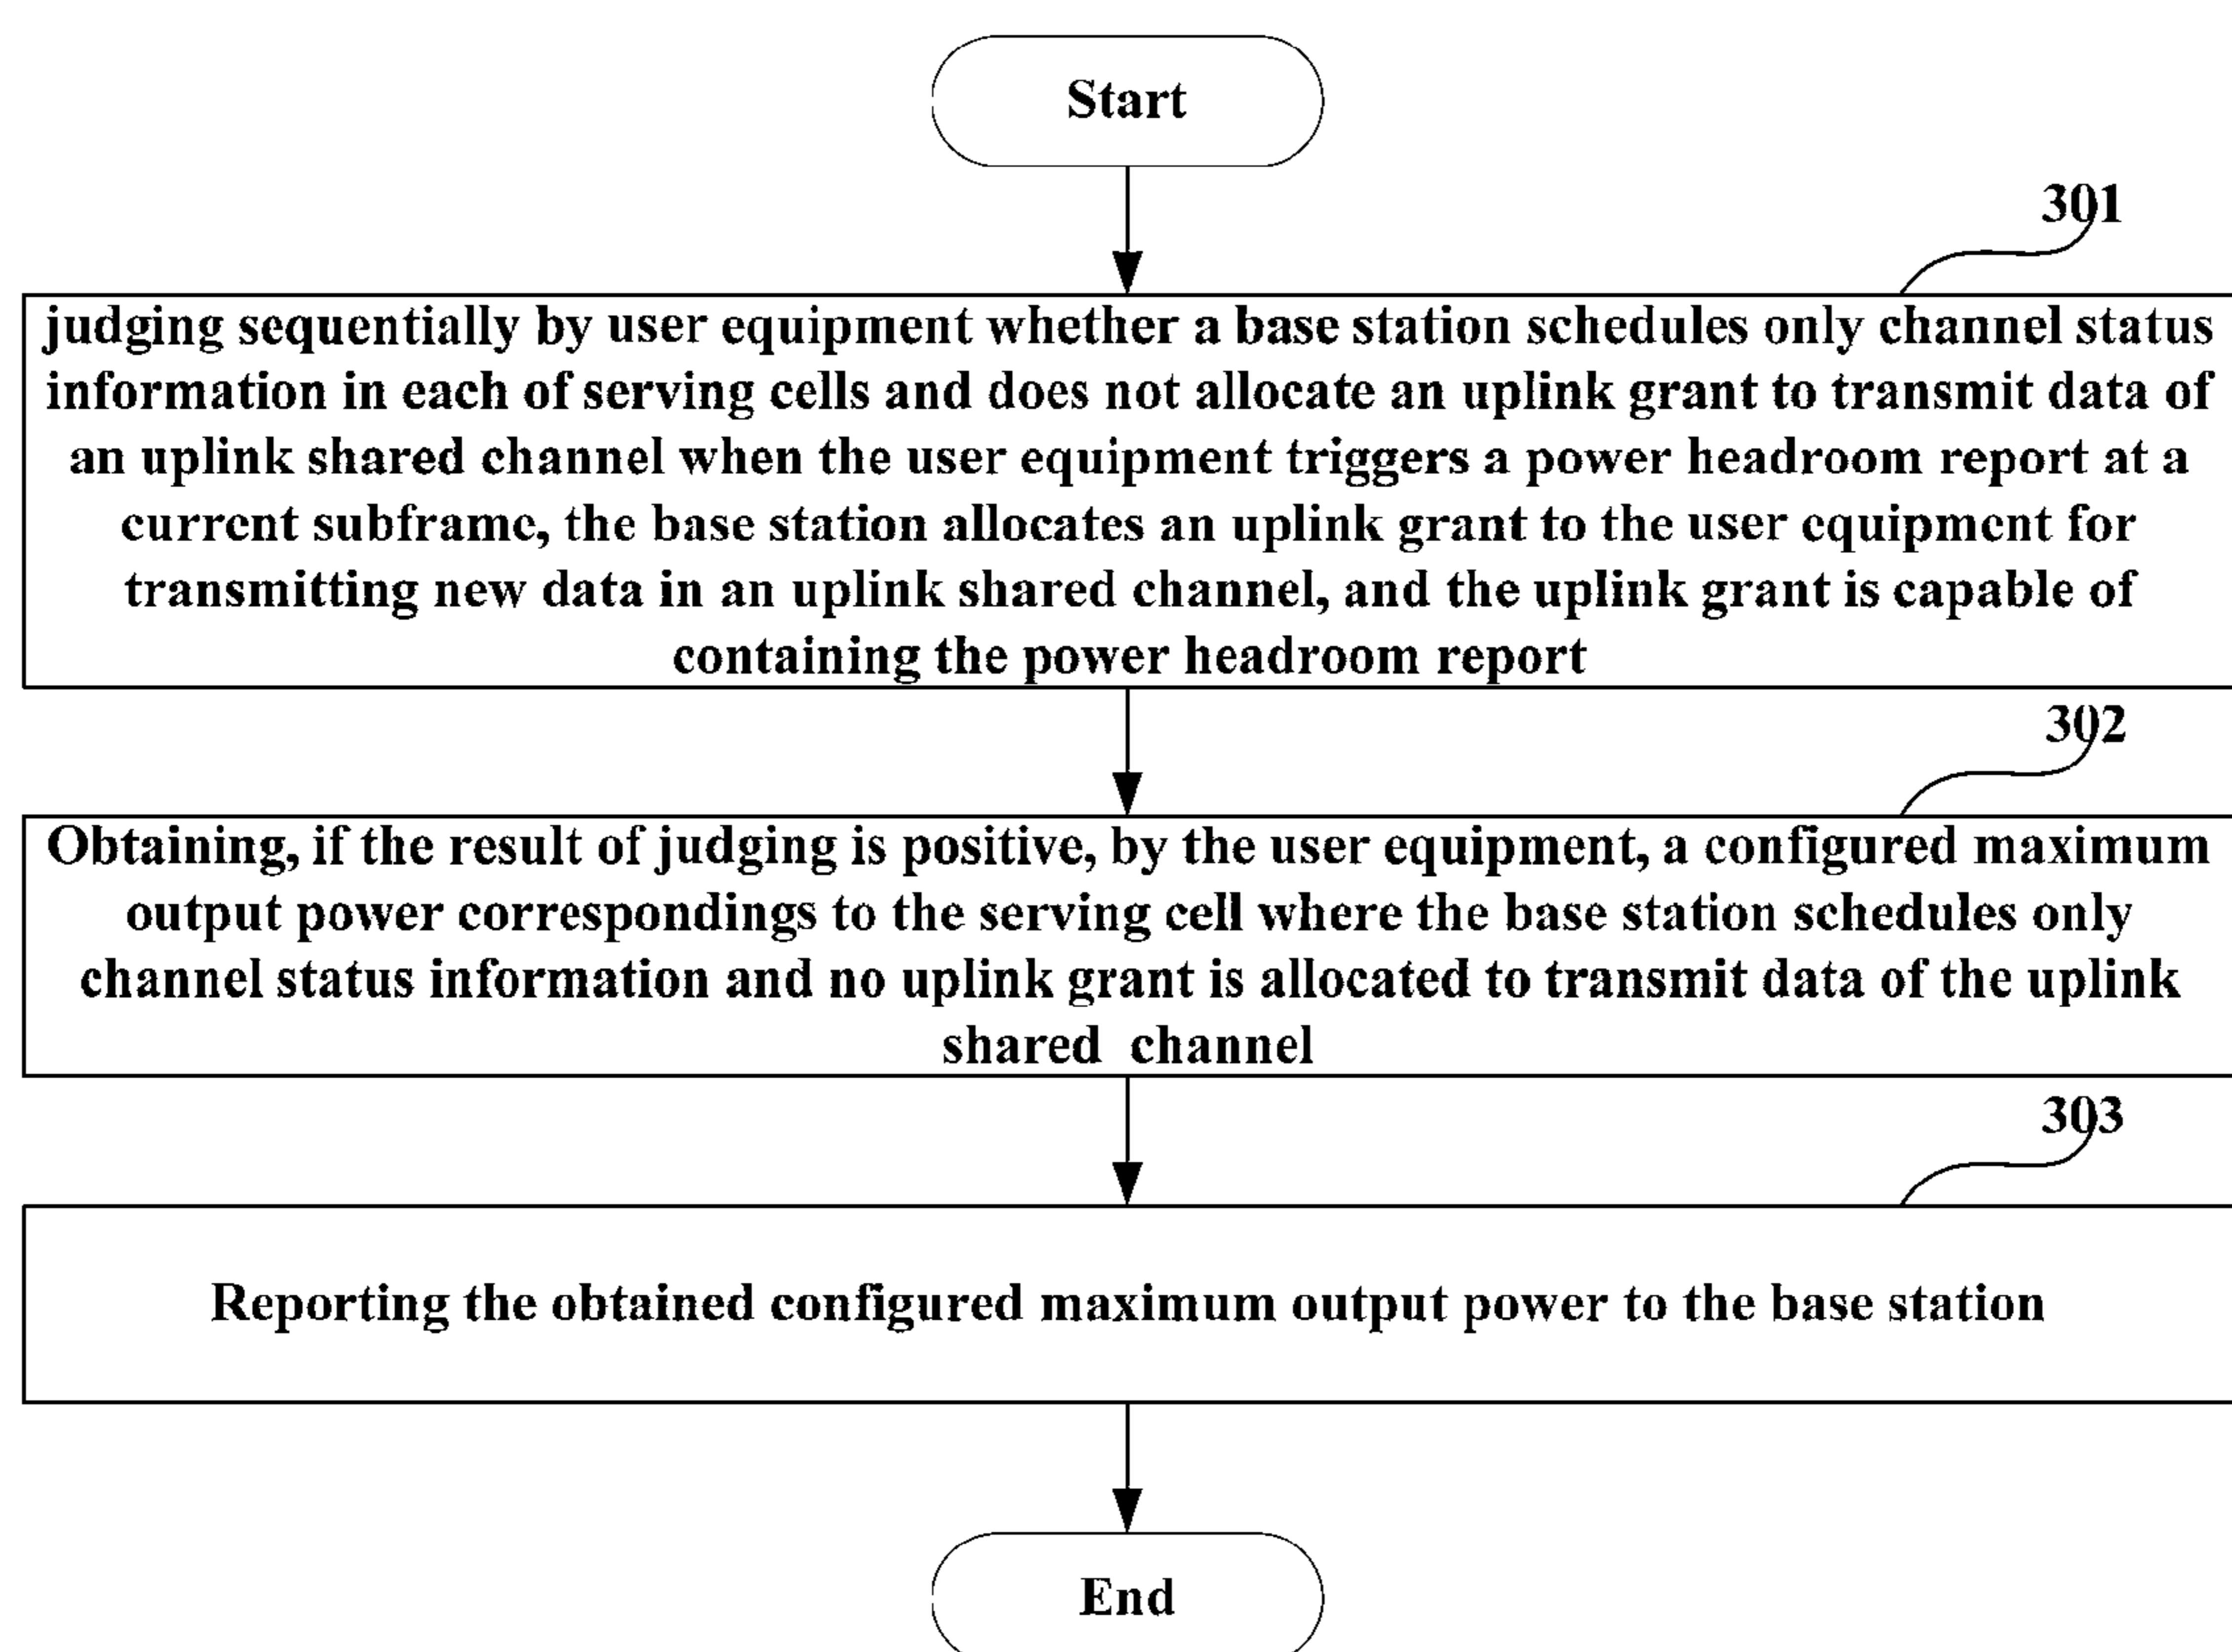 Start
301
judging sequentially by user equipment whether a base station schedules only channel status
information in each of serving cells and does not allocate an uplink grant to transmit data of
an uplink shared channel when the user equipment triggers a power headroom report at a
current subframe, the base station allocates an uplink grant to the user equipment for
transmitting new data in an uplink shared channel, and the uplink grant is capable of
containing the power headroom report
302
Obtaining, if the result of judging is positive, by the user equipment, a configured maximum
output power correspondings to the serving cell where the base station schedules only
channel status information and no uplink grant is allocated to transmit data of the uplink
shared channel
303
Reporting the obtained configured maximum output power to the base station
End